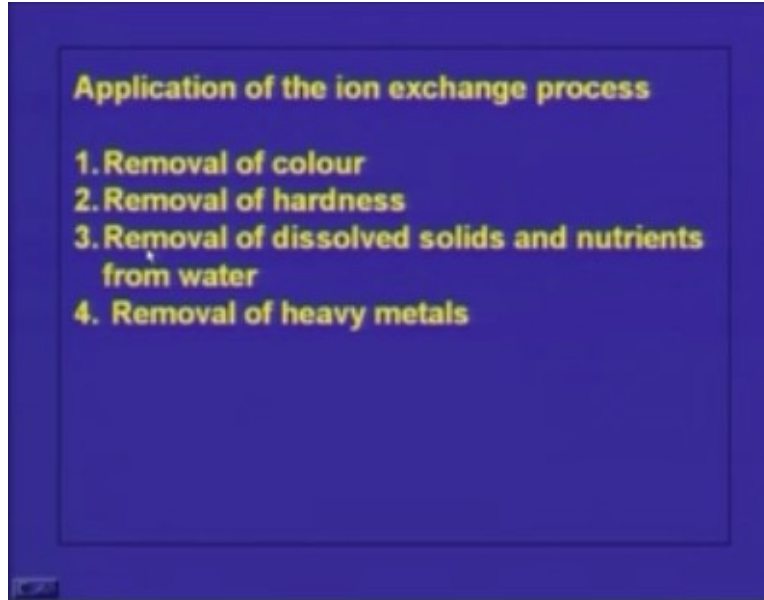 Application of the ion exchange process
1. Removal of colour
2. Removal of hardness
3. Removal of dissolved solids and nutrients
from water
4. Removal of heavy metals